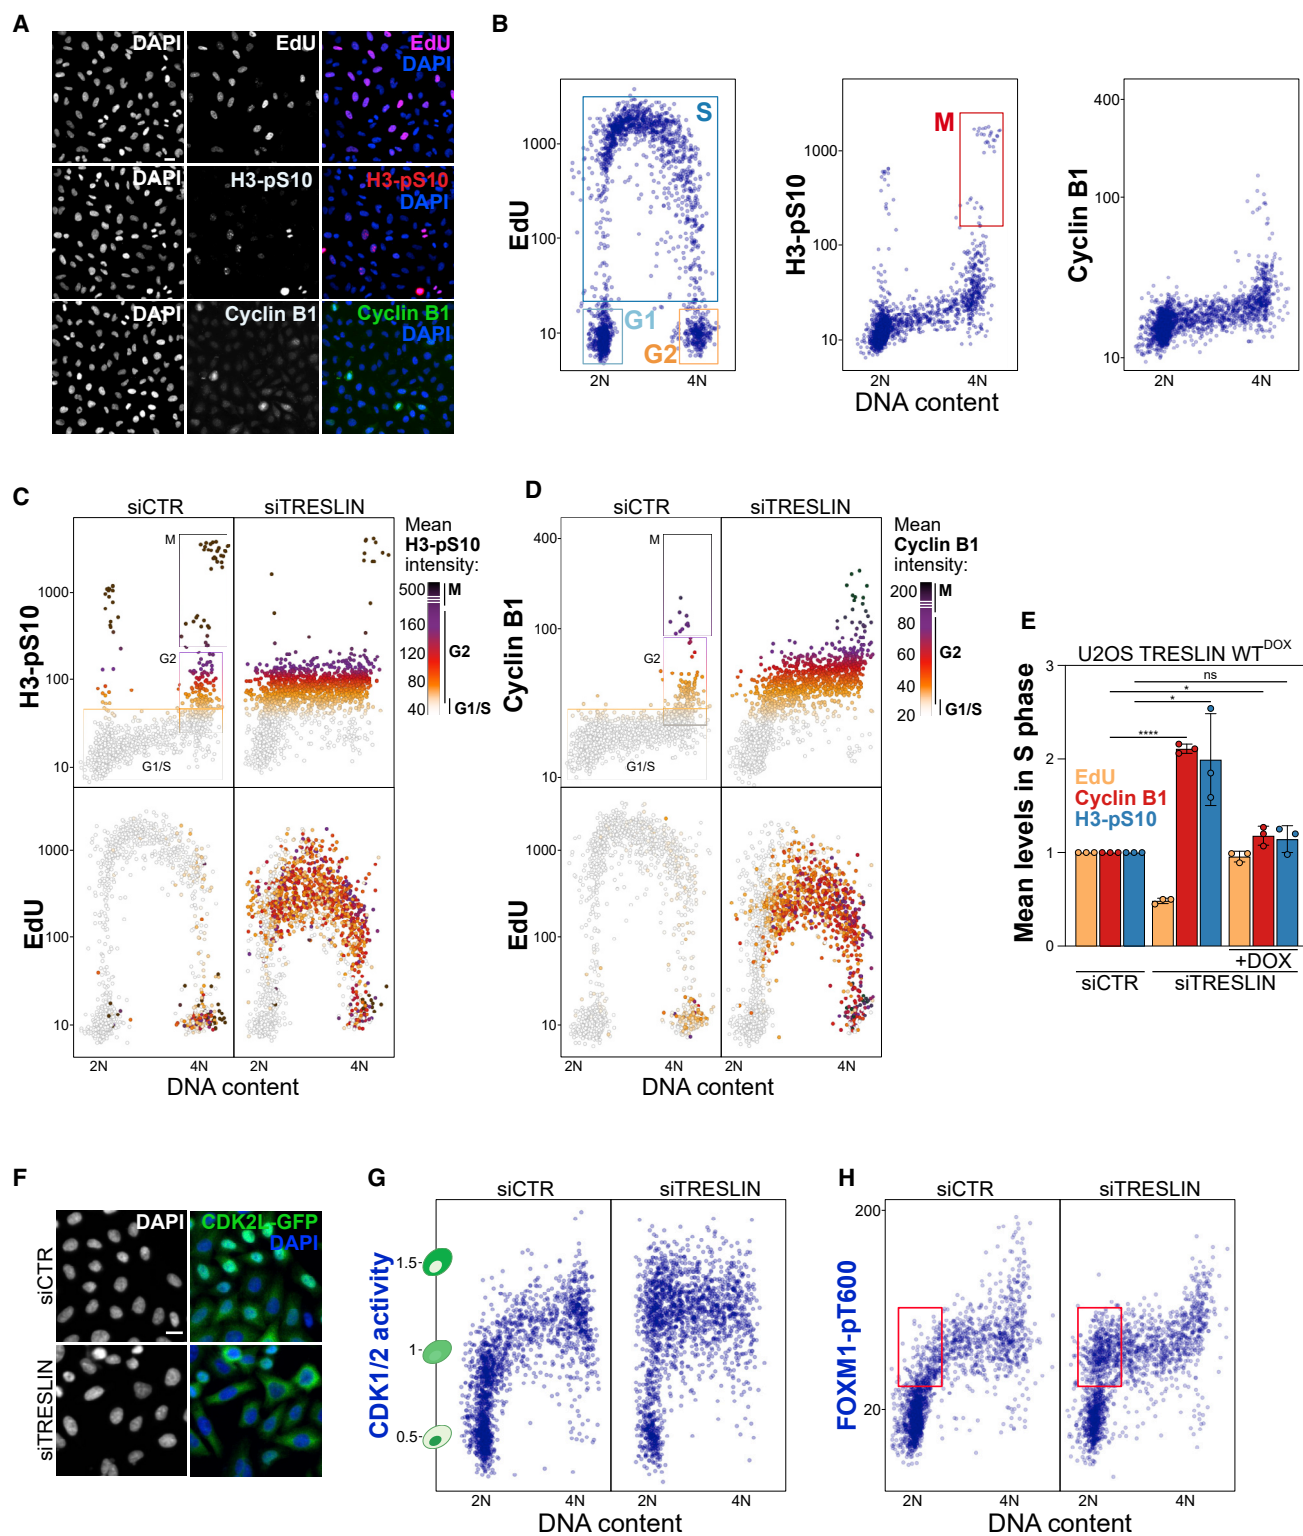 A
DAPI
EdU
EdU
DAPI
DAPI
H3-pS10
H3-pS10
DAPI
DAPI
Cyclin B1
Cyclin B1
DAPI
B
EdU
1000
100
10
S
G1
G2
2N
4N
H3-pS10
1000
100
10
M
2N
4N
DNA content
Cyclin B1
400
100
10
2N
4N
C
siCTR
siTRESLIN
H3-pS10
1000
100
10
M
G2
G1/S
Mean
H3-pS10
intensity:
500
160
120
80
40
M
G2
G1/S
EdU
1000
100
10
2N
4N
2N
4N
DNA content
D
siCTR
siTRESLIN
Cyclin B1
400
100
10
M
G2
G1/S
Mean
Cyclin B1
intensity:
200
80
60
40
20
M
G2
G1/S
EdU
1000
100
10
2N
4N
2N
4N
DNA content
E
U2OS TRESLIN WT^DOX
Mean levels in S phase
3
2
1
0
ns
*
*
****
EdU
Cyclin B1
H3-pS10
+DOX
siCTR
siTRESLIN
F
DAPI
CDK2L-GFP
DAPI
siCTR
siTRESLIN
G
siCTR
siTRESLIN
CDK1/2 activity
1.5
1
0.5
2N
4N
2N
4N
DNA content
H
siCTR
siTRESLIN
FOXM1-pT600
200
20
2N
4N
2N
4N
DNA content